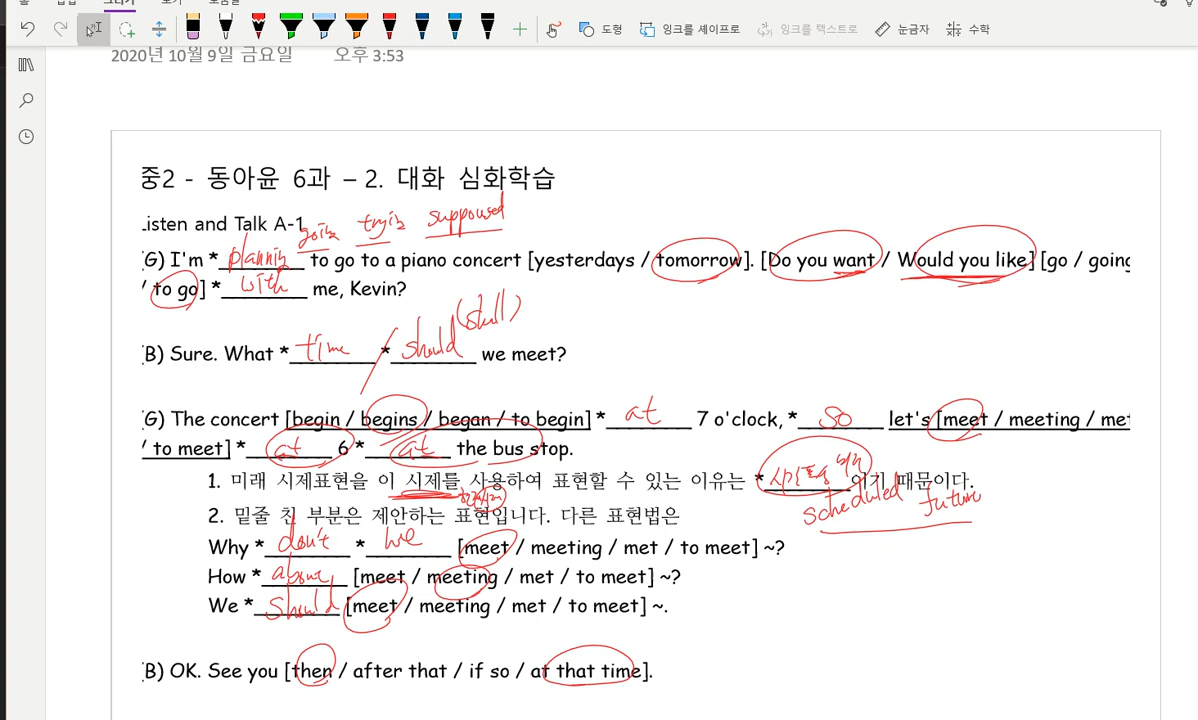 도형 잉크를 셰이프로 잉크를 텍스트로 눈금자 수학
2020년 10월 9일 금요일 오후 3:53
중2 - 동아윤 6과 – 2. 대화 심화학습
Listen and Talk A-1
going trying suppoused
(G) I'm * planning to go to a piano concert [yesterdays / tomorrow]. [Do you want / Would you like] [go / going
/ to go] * with me, Kevin?
(shall)
(B) Sure. What * time / * should we meet?
(G) The concert [begin / begins / began / to begin] * at 7 o'clock, * so let's [meet / meeting / met
/ to meet] * at 6 * at the bus stop.
1. 미래 시제표현을 이 시제를 사용하여 표현할 수 있는 이유는 * 이기 때문이다.
scheduled future
2. 밑줄 친 부분은 제안하는 표현입니다. 다른 표현법은
Why * don't * we [meet / meeting / met / to meet] ~?
How * about [meet / meeting / met / to meet] ~?
We * should [meet / meeting / met / to meet] ~.
(B) OK. See you [then / after that / if so / at that time].